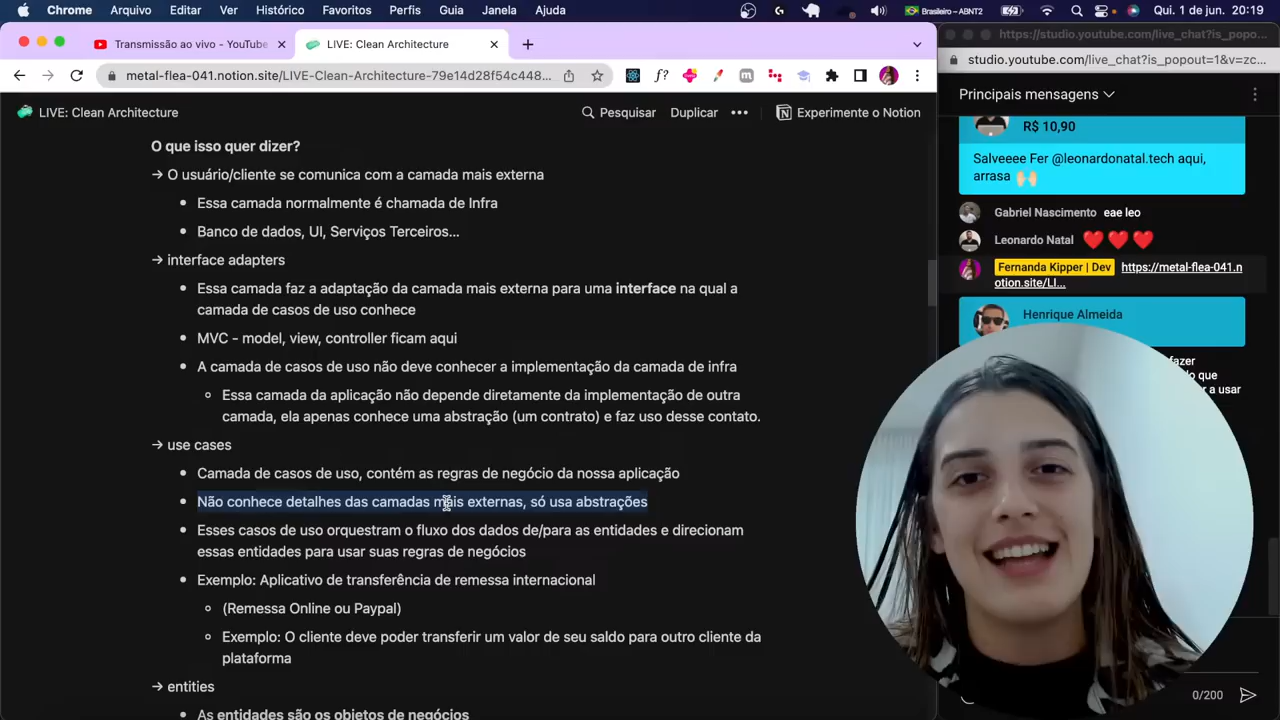 Chrome Arquivo Editar Ver Histórico Favoritos Perfis Guia Janela Ajuda
Brasileiro – ABNT2 Qui. 1 de jun. 20:19
Transmissão ao vivo - YouTube
LIVE: Clean Architecture
https://studio.youtube.com/live_chat?is_popo...
metal-flea-041.notion.site/LIVE-Clean-Architecture-79e14d28f54c448...
studio.youtube.com/live_chat?is_popout=1&v=zc...
LIVE: Clean Architecture
Pesquisar Duplicar ••• Experimente o Notion
O que isso quer dizer?
→ O usuário/cliente se comunica com a camada mais externa
• Essa camada normalmente é chamada de Infra
• Banco de dados, UI, Serviços Terceiros...
→ interface adapters
• Essa camada faz a adaptação da camada mais externa para uma interface na qual a
camada de casos de uso conhece
• MVC - model, view, controller ficam aqui
• A camada de casos de uso não deve conhecer a implementação da camada de infra
◦ Essa camada da aplicação não depende diretamente da implementação de outra
camada, ela apenas conhece uma abstração (um contrato) e faz uso desse contato.
→ use cases
• Camada de casos de uso, contém as regras de negócio da nossa aplicação
• Não conhece detalhes das camadas mais externas, só usa abstrações
• Esses casos de uso orquestram o fluxo dos dados de/para as entidades e direcionam
essas entidades para usar suas regras de negócios
• Exemplo: Aplicativo de transferência de remessa internacional
◦ (Remessa Online ou Paypal)
◦ Exemplo: O cliente deve poder transferir um valor de seu saldo para outro cliente da
plataforma
→ entities
• As entidades são os objetos de negócios
Principais mensagens
R$ 10,90
Salveeee Fer @leonardonatal.tech aqui,
arrasa
Gabriel Nascimento eae leo
Leonardo Natal
Fernanda Kipper | Dev https://metal-flea-041.n
otion.site/LI...
Henrique Almeida
fazer
do que
er a usar
0/200